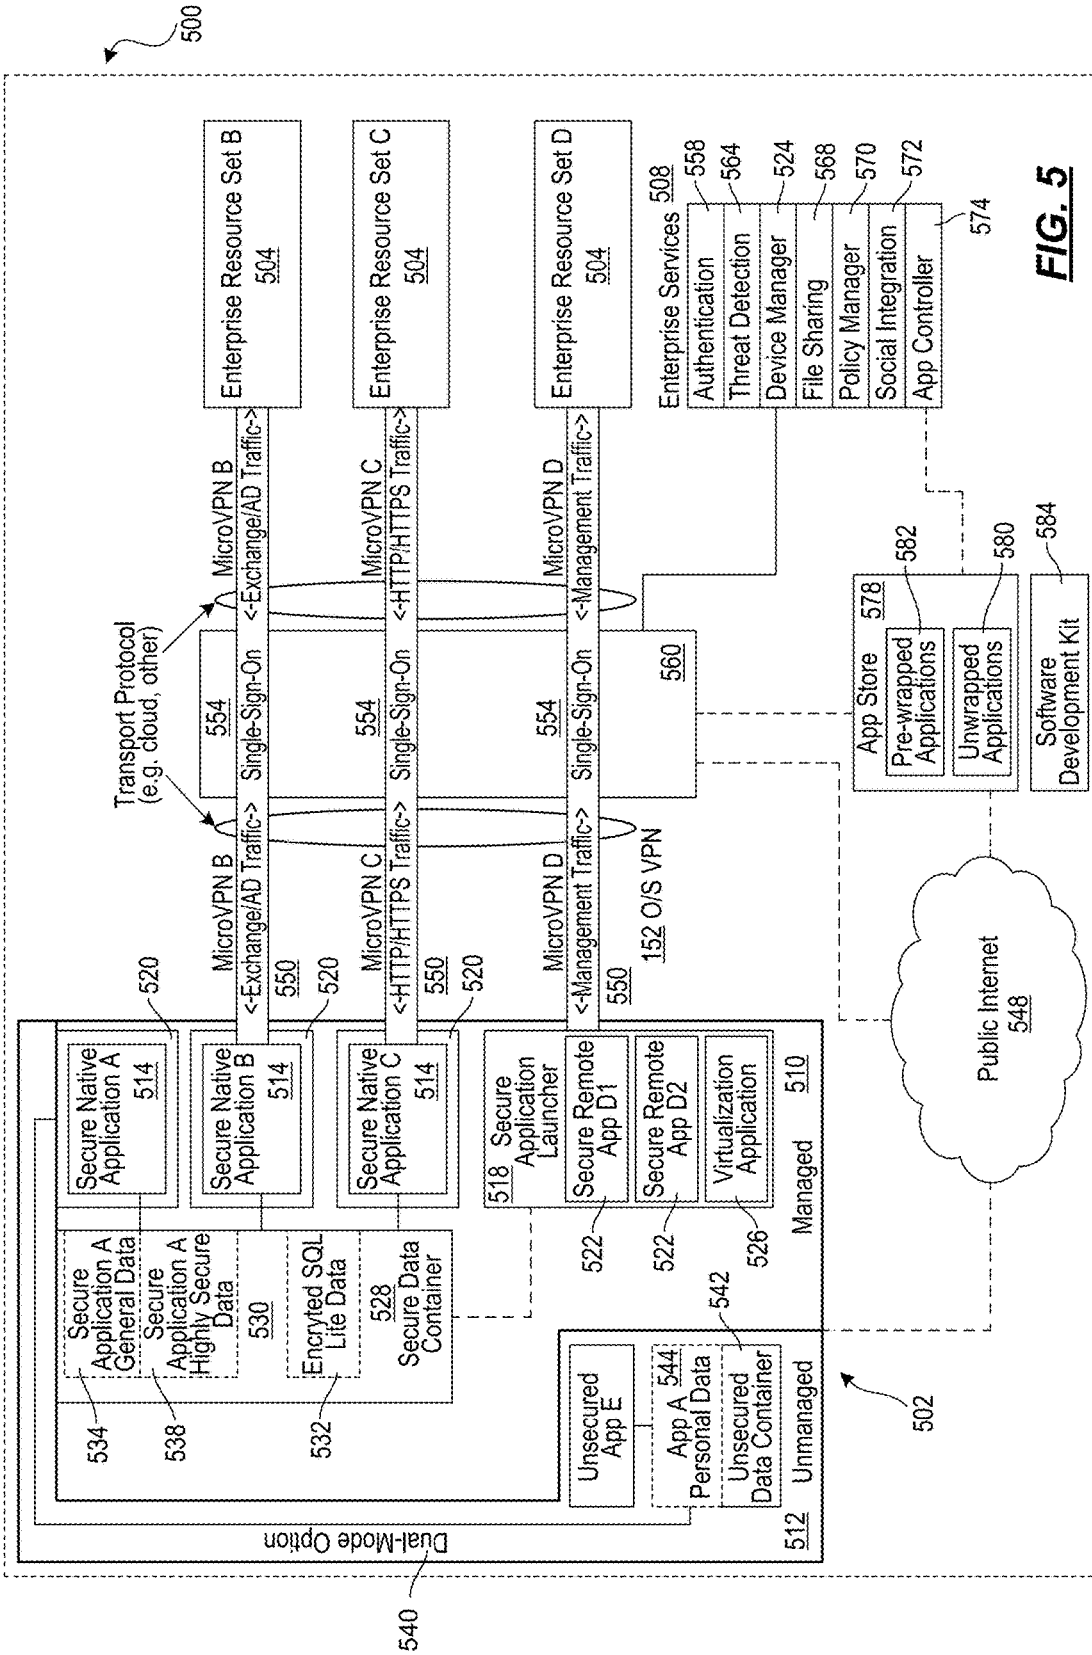 500
540
Dual-Mode Option
534
Secure
Application A
General Data
538
Secure
Application A
Highly Secure
Data
530
532
Encryted SQL
Lite Data
528
Secure Data
Container
Secure Native
Application A
514
520
Secure Native
Application B
514
520
Secure Native
Application C
514
520
518 Secure
Application
Launcher
Secure Remote
App D1
522
Secure Remote
App D2
522
Virtualization
Application
526
Managed
510
Unsecured
App E
544
App A
Personal Data
542
Unsecured
Data Container
512
Unmanaged
502
Transport Protocol
(e.g. cloud, other)
MicroVPN B
<-Exchange/AD Traffic->
550
554
Single-Sign-On
MicroVPN B
<-Exchange/AD Traffic->
Enterprise Resource Set B
504
MicroVPN C
<-HTTP/HTTPS Traffic->
550
554
Single-Sign-On
MicroVPN C
<-HTTP/HTTPS Traffic->
Enterprise Resource Set C
504
MicroVPN D
<-Management Traffic->
550
554
Single-Sign-On
MicroVPN D
<-Management Traffic->
Enterprise Resource Set D
504
152 O/S VPN
560
Enterprise Services 508
Authentication 558
Threat Detection 564
Device Manager 524
File Sharing 568
Policy Manager 570
Social Integration 572
App Controller 574
Public Internet
548
App Store 578
Pre-wrapped
Applications
582
Unwrapped
Applications
580
Software
Development Kit
584
FIG. 5